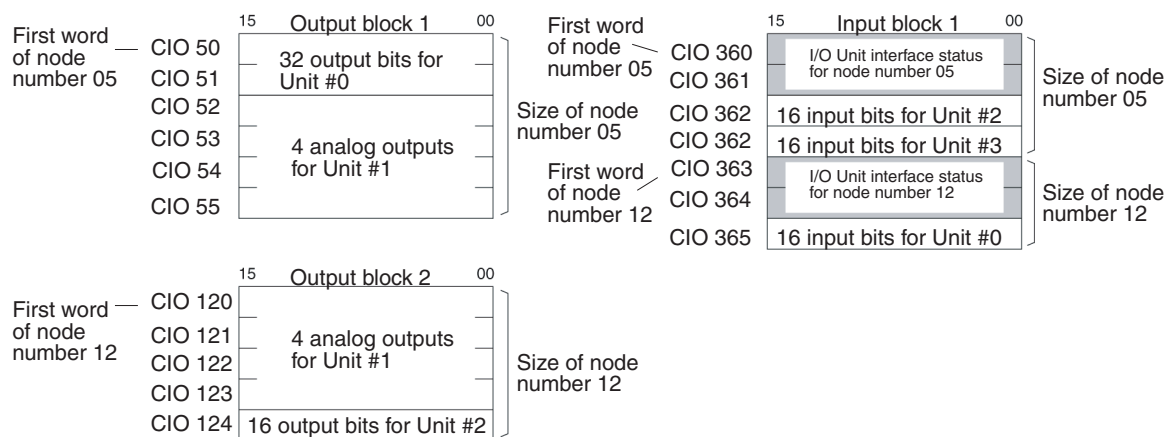 15 Output block 1 00
First word
of node
number 05
CIO 50
CIO 51
CIO 52
CIO 53
CIO 54
CIO 55
32 output bits for
Unit #0
4 analog outputs
for Unit #1
Size of node
number 05
15 Input block 1 00
First word
of node
number 05
CIO 360
CIO 361
CIO 362
CIO 362
I/O Unit interface status
for node number 05
16 input bits for Unit #2
16 input bits for Unit #3
Size of node
number 05
First word
of node
number 12
CIO 363
CIO 364
CIO 365
I/O Unit interface status
for node number 12
16 input bits for Unit #0
Size of node
number 12
15 Output block 2 00
First word
of node
number 12
CIO 120
CIO 121
CIO 122
CIO 123
CIO 124
4 analog outputs
for Unit #1
16 output bits for Unit #2
Size of node
number 12